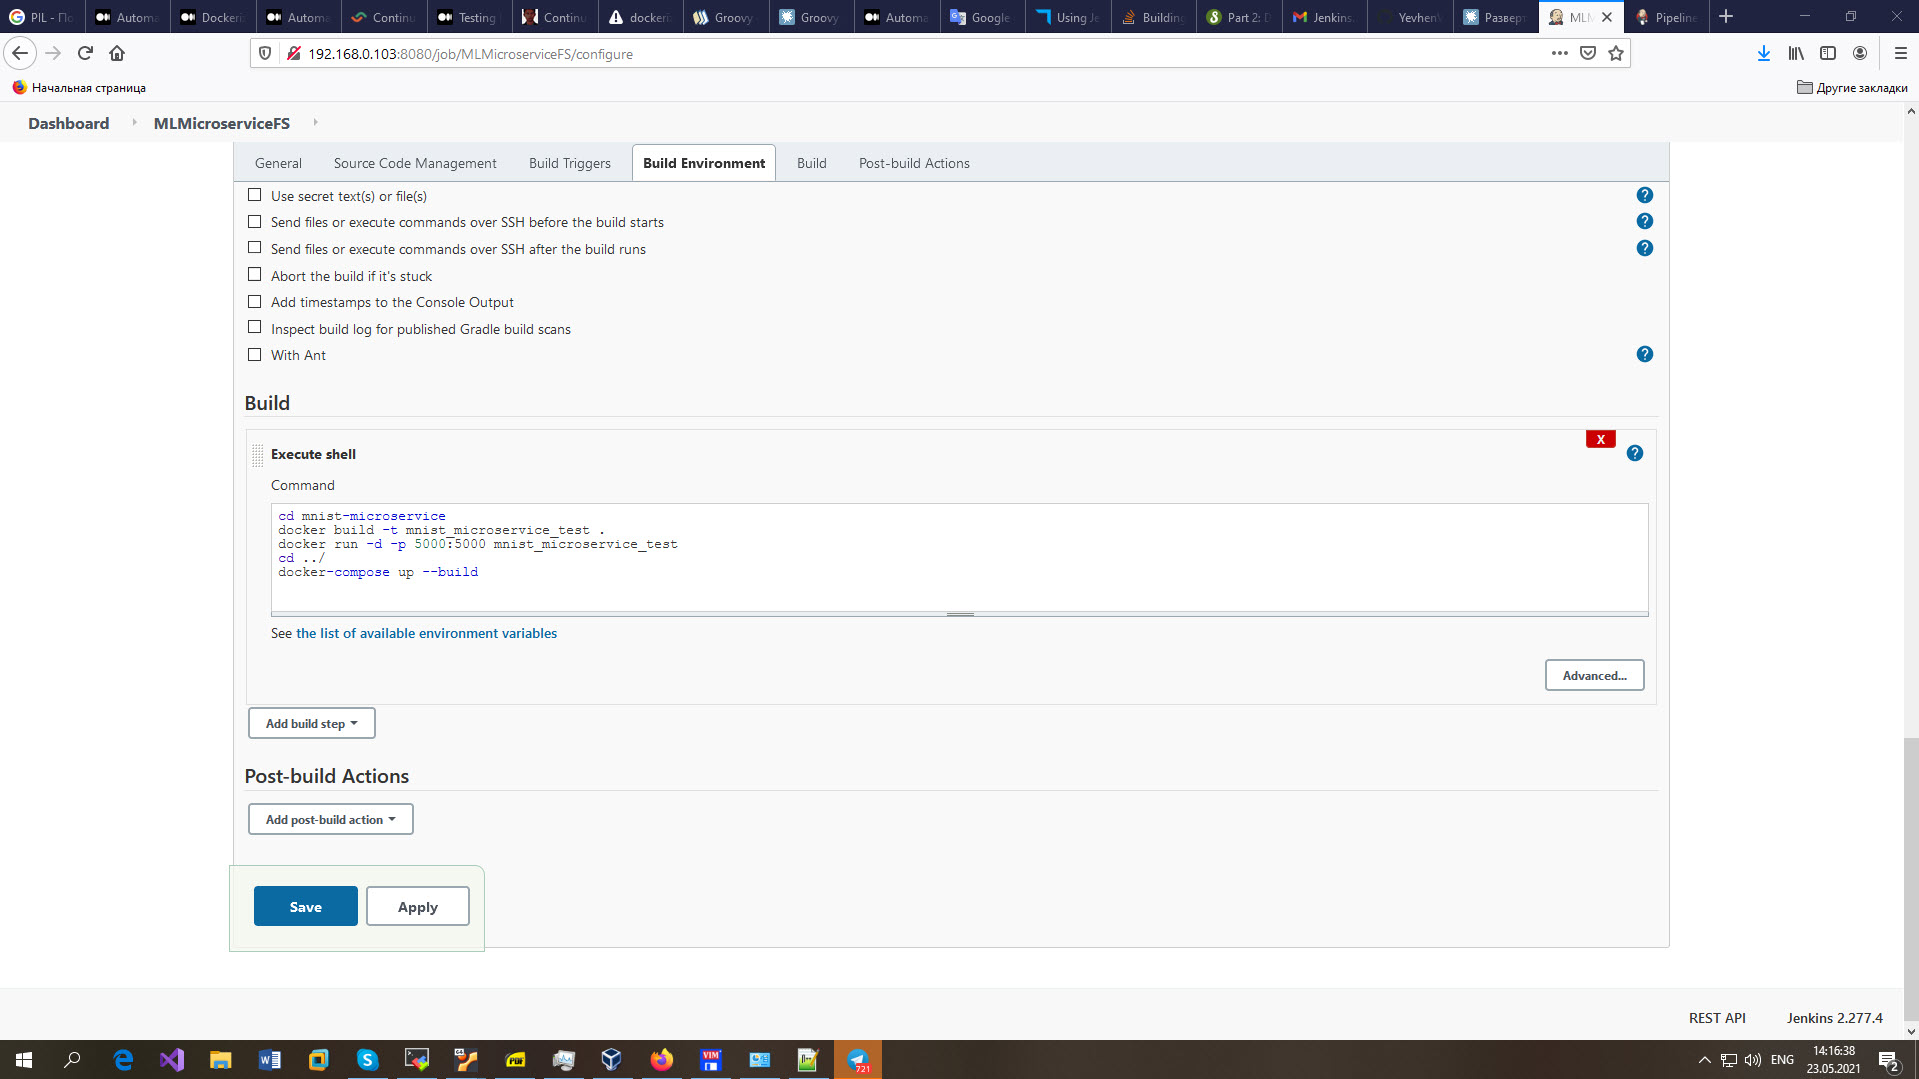 PIL - По
Automa
Dockeri
Automa
Contin
Testing
Contin
dockeri
Groovy
Groovy
Automa
Google
Using Je
Building
Part 2: D
Jenkins.
YevhenV
Разверт
MLM
Pipeline
192.168.0.103:8080/job/MLMicroserviceFS/configure
Начальная страница
Другие закладки
Dashboard MLMicroserviceFS
General Source Code Management Build Triggers Build Environment Build Post-build Actions
Use secret text(s) or file(s)
Send files or execute commands over SSH before the build starts
Send files or execute commands over SSH after the build runs
Abort the build if it's stuck
Add timestamps to the Console Output
Inspect build log for published Gradle build scans
With Ant
Build
X
Execute shell
Command
cd mnist-microservice
docker build -t mnist_microservice_test .
docker run -d -p 5000:5000 mnist_microservice_test
cd ../
docker-compose up --build
See the list of available environment variables
Advanced...
Add build step
Post-build Actions
Add post-build action
Save Apply
REST API Jenkins 2.277.4
ENG
14:16:38
23.05.2021
721
2